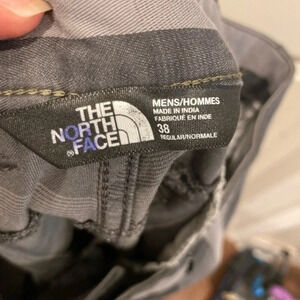 THE
NORTH
FACE
®
MENS/HOMMES
MADE IN INDIA
FABRIQUÉ EN INDE
38
REGULAR/NORMALE